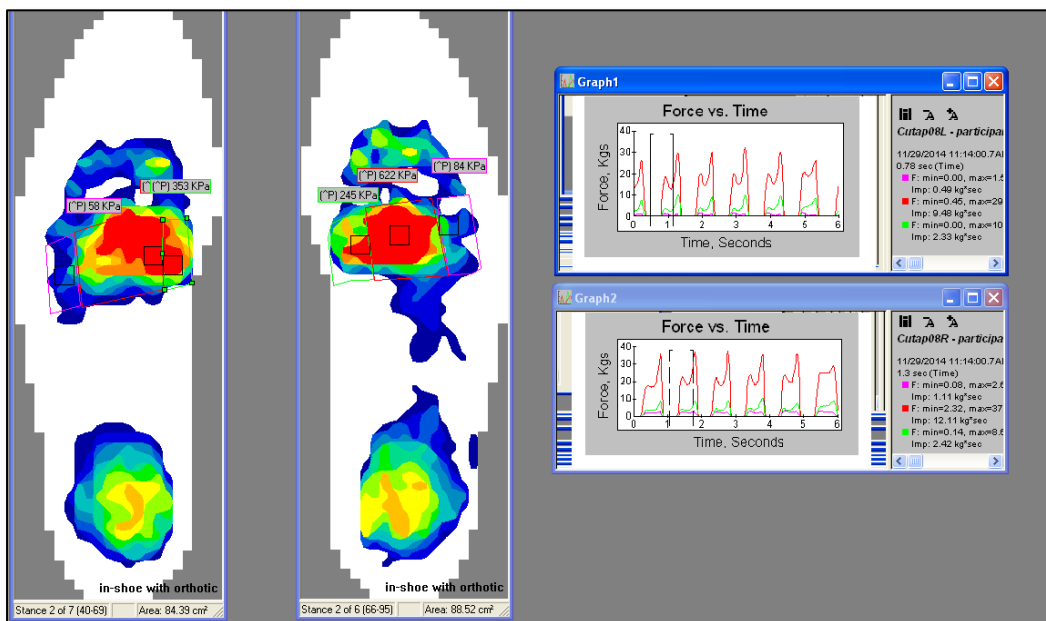 (^P) 353 KPa
(^P) 58 KPa
in-shoe with orthotic
Stance 2 of 7 (40-69)
Area: 84.39 cm²
(^P) 84 KPa
(^P) 622 KPa
(^P) 245 KPa
in-shoe with orthotic
Stance 2 of 6 (66-95)
Area: 88.52 cm²
Graph1
Force vs. Time
Force, Kgs
40
30
20
10
0
0 1 2 3 4 5 6
Time, Seconds
Cutap08L - participa
11/29/2014 11:14:00.7A
0.78 sec (Time)
F: min=0.00, max=1.
Imp: 0.49 kg*sec
F: min=0.45, max=29
Imp: 9.48 kg*sec
F: min=0.00, max=10
Imp: 2.33 kg*sec
Graph2
Force vs. Time
Force, Kgs
40
30
20
10
0
0 1 2 3 4 5 6
Time, Seconds
Cutap08R - participa
11/29/2014 11:14:00.7A
1.3 sec (Time)
F: min=0.08, max=2.
Imp: 1.11 kg*sec
F: min=2.32, max=37
Imp: 12.11 kg*sec
F: min=0.14, max=8.
Imp: 2.42 kg*sec